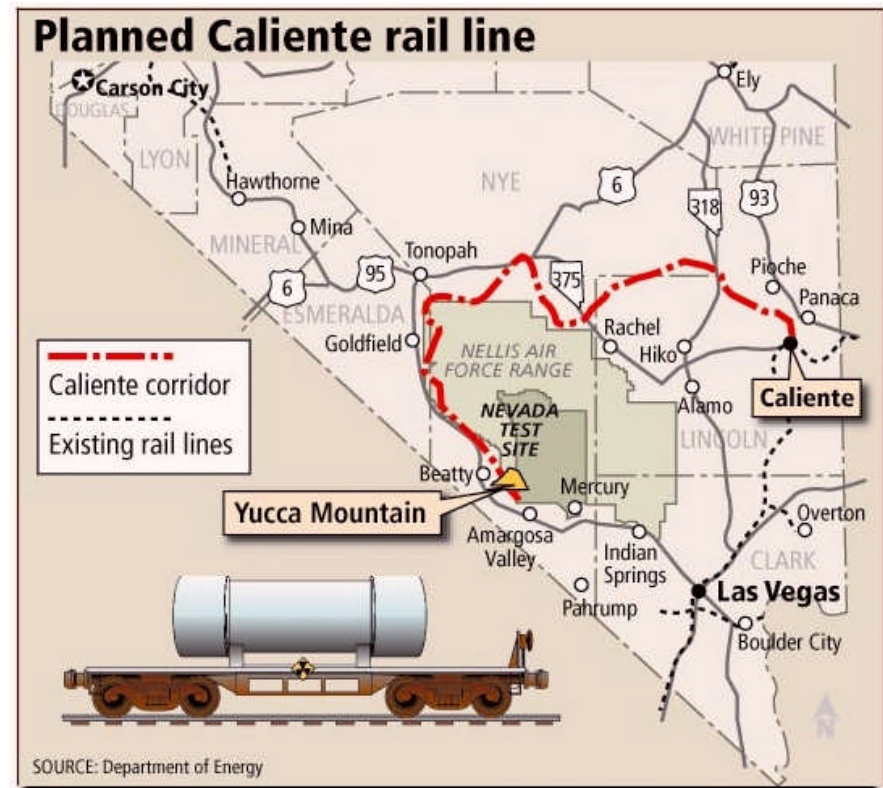 Planned Caliente rail line
Carson City
DOUGLAS
LYON
Ely
WHITE PINE
Hawthorne
NYE
6
93
318
Mina
MINERAL
Tonopah
6
95
375
Pioche
Panaca
ESMERALDA
Goldfield
Rachel
Hiko
NELLIS AIR
FORCE RANGE
Caliente corridor
Existing rail lines
Caliente
Alamo
NEVADA
TEST
SITE
LINCOLN
Beatty
Mercury
Yucca Mountain
Overton
Amargosa
Valley
Indian
Springs
CLARK
Pahrump
Las Vegas
Boulder City
N
SOURCE: Department of Energy